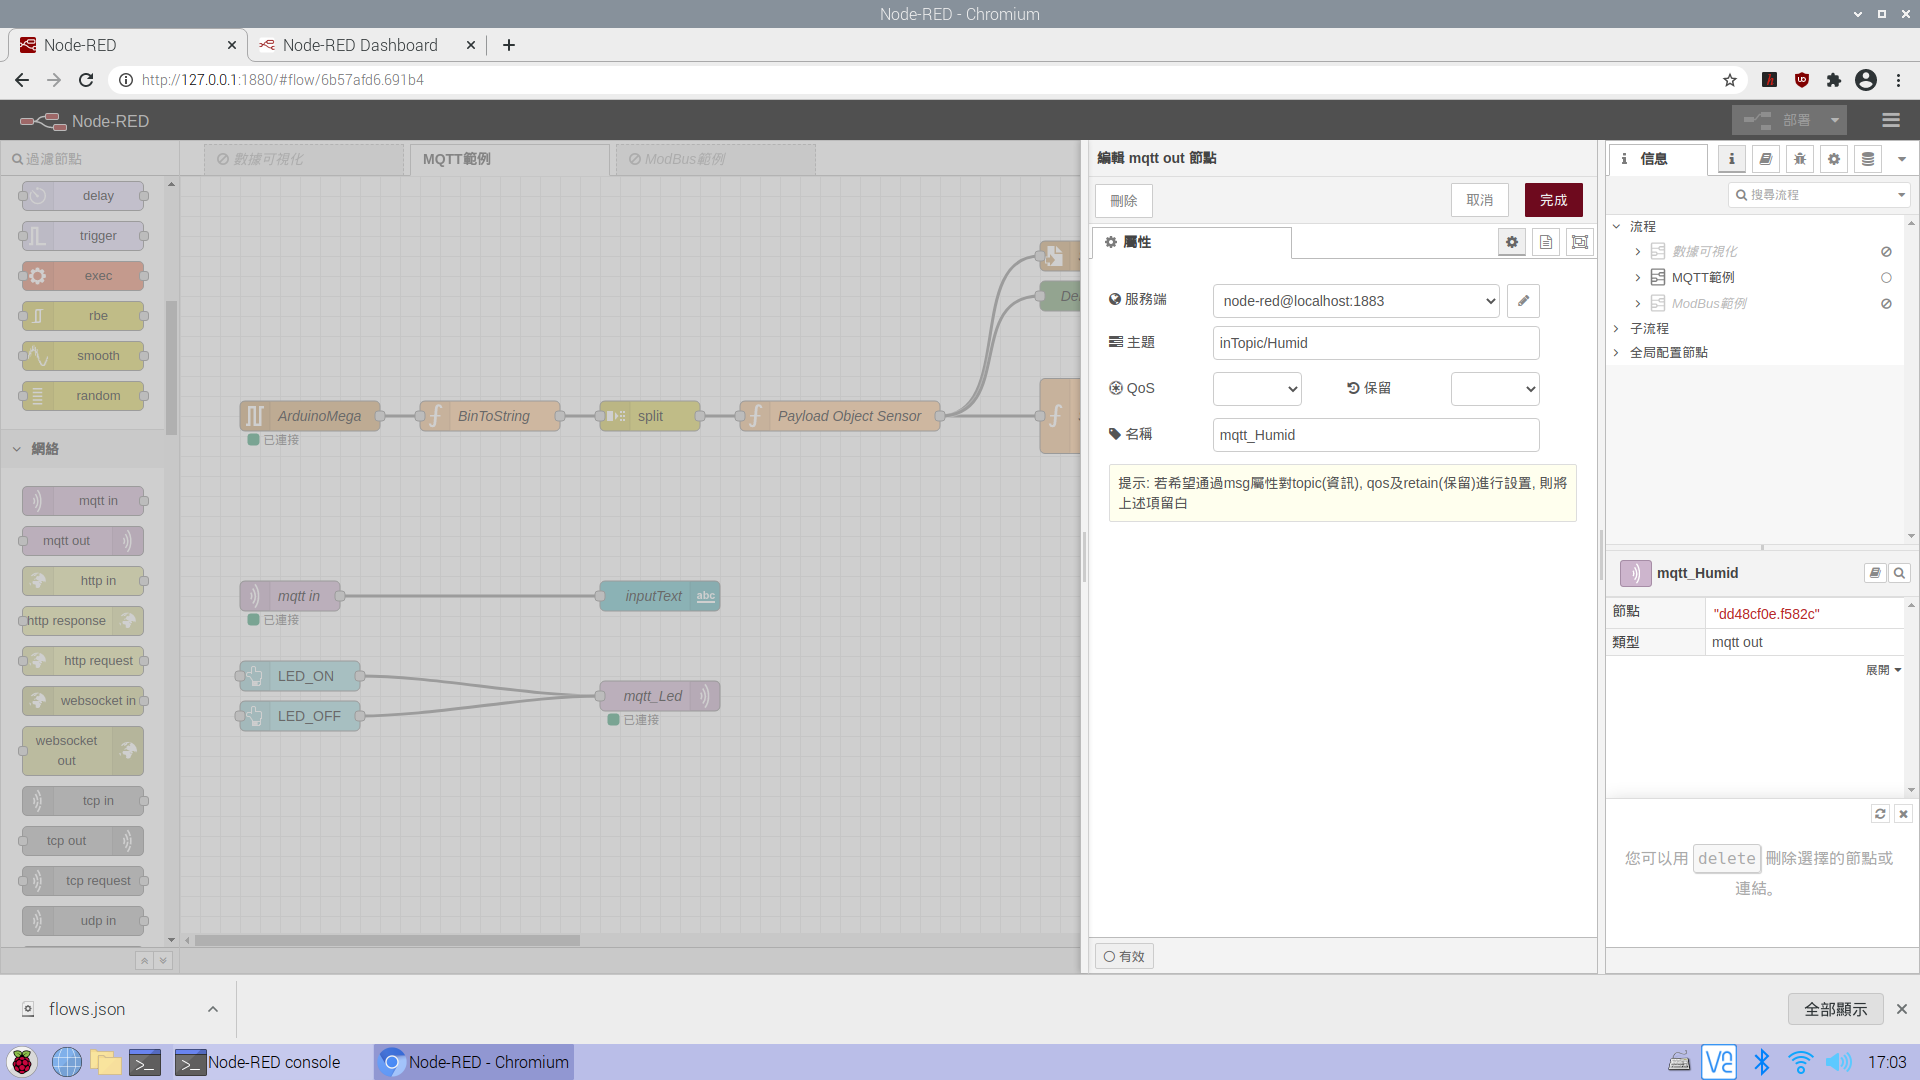 Node-RED - Chromium
Node-RED
Node-RED Dashboard
http://127.0.0.1:1880/#flow/6b57afd6.691b4
Node-RED
部署
過濾節點
數據可視化
MQTT範例
ModBus範例
delay
trigger
exec
rbe
smooth
random
網絡
mqtt in
mqtt out
http in
http response
http request
websocket in
websocket
out
tcp in
tcp out
tcp request
udp in
ArduinoMega
已連接
BinToString
split
Payload Object Sensor
De
mqtt in
已連接
inputText
abc
LED_ON
LED_OFF
mqtt_Led
已連接
編輯 mqtt out 節點
刪除
取消
完成
屬性
服務端
node-red@localhost:1883
主題
inTopic/Humid
QoS
保留
名稱
mqtt_Humid
提示: 若希望通過msg屬性對topic(資訊), qos及retain(保留)進行設置, 則將
上述項留白
有效
信息
搜尋流程
流程
數據可視化
MQTT範例
ModBus範例
子流程
全局配置節點
mqtt_Humid
節點
"dd48cf0e.f582c"
類型
mqtt out
展開
您可以用 delete 刪除選擇的節點或
連結。
flows.json
全部顯示
Node-RED console
Node-RED - Chromium
17:03